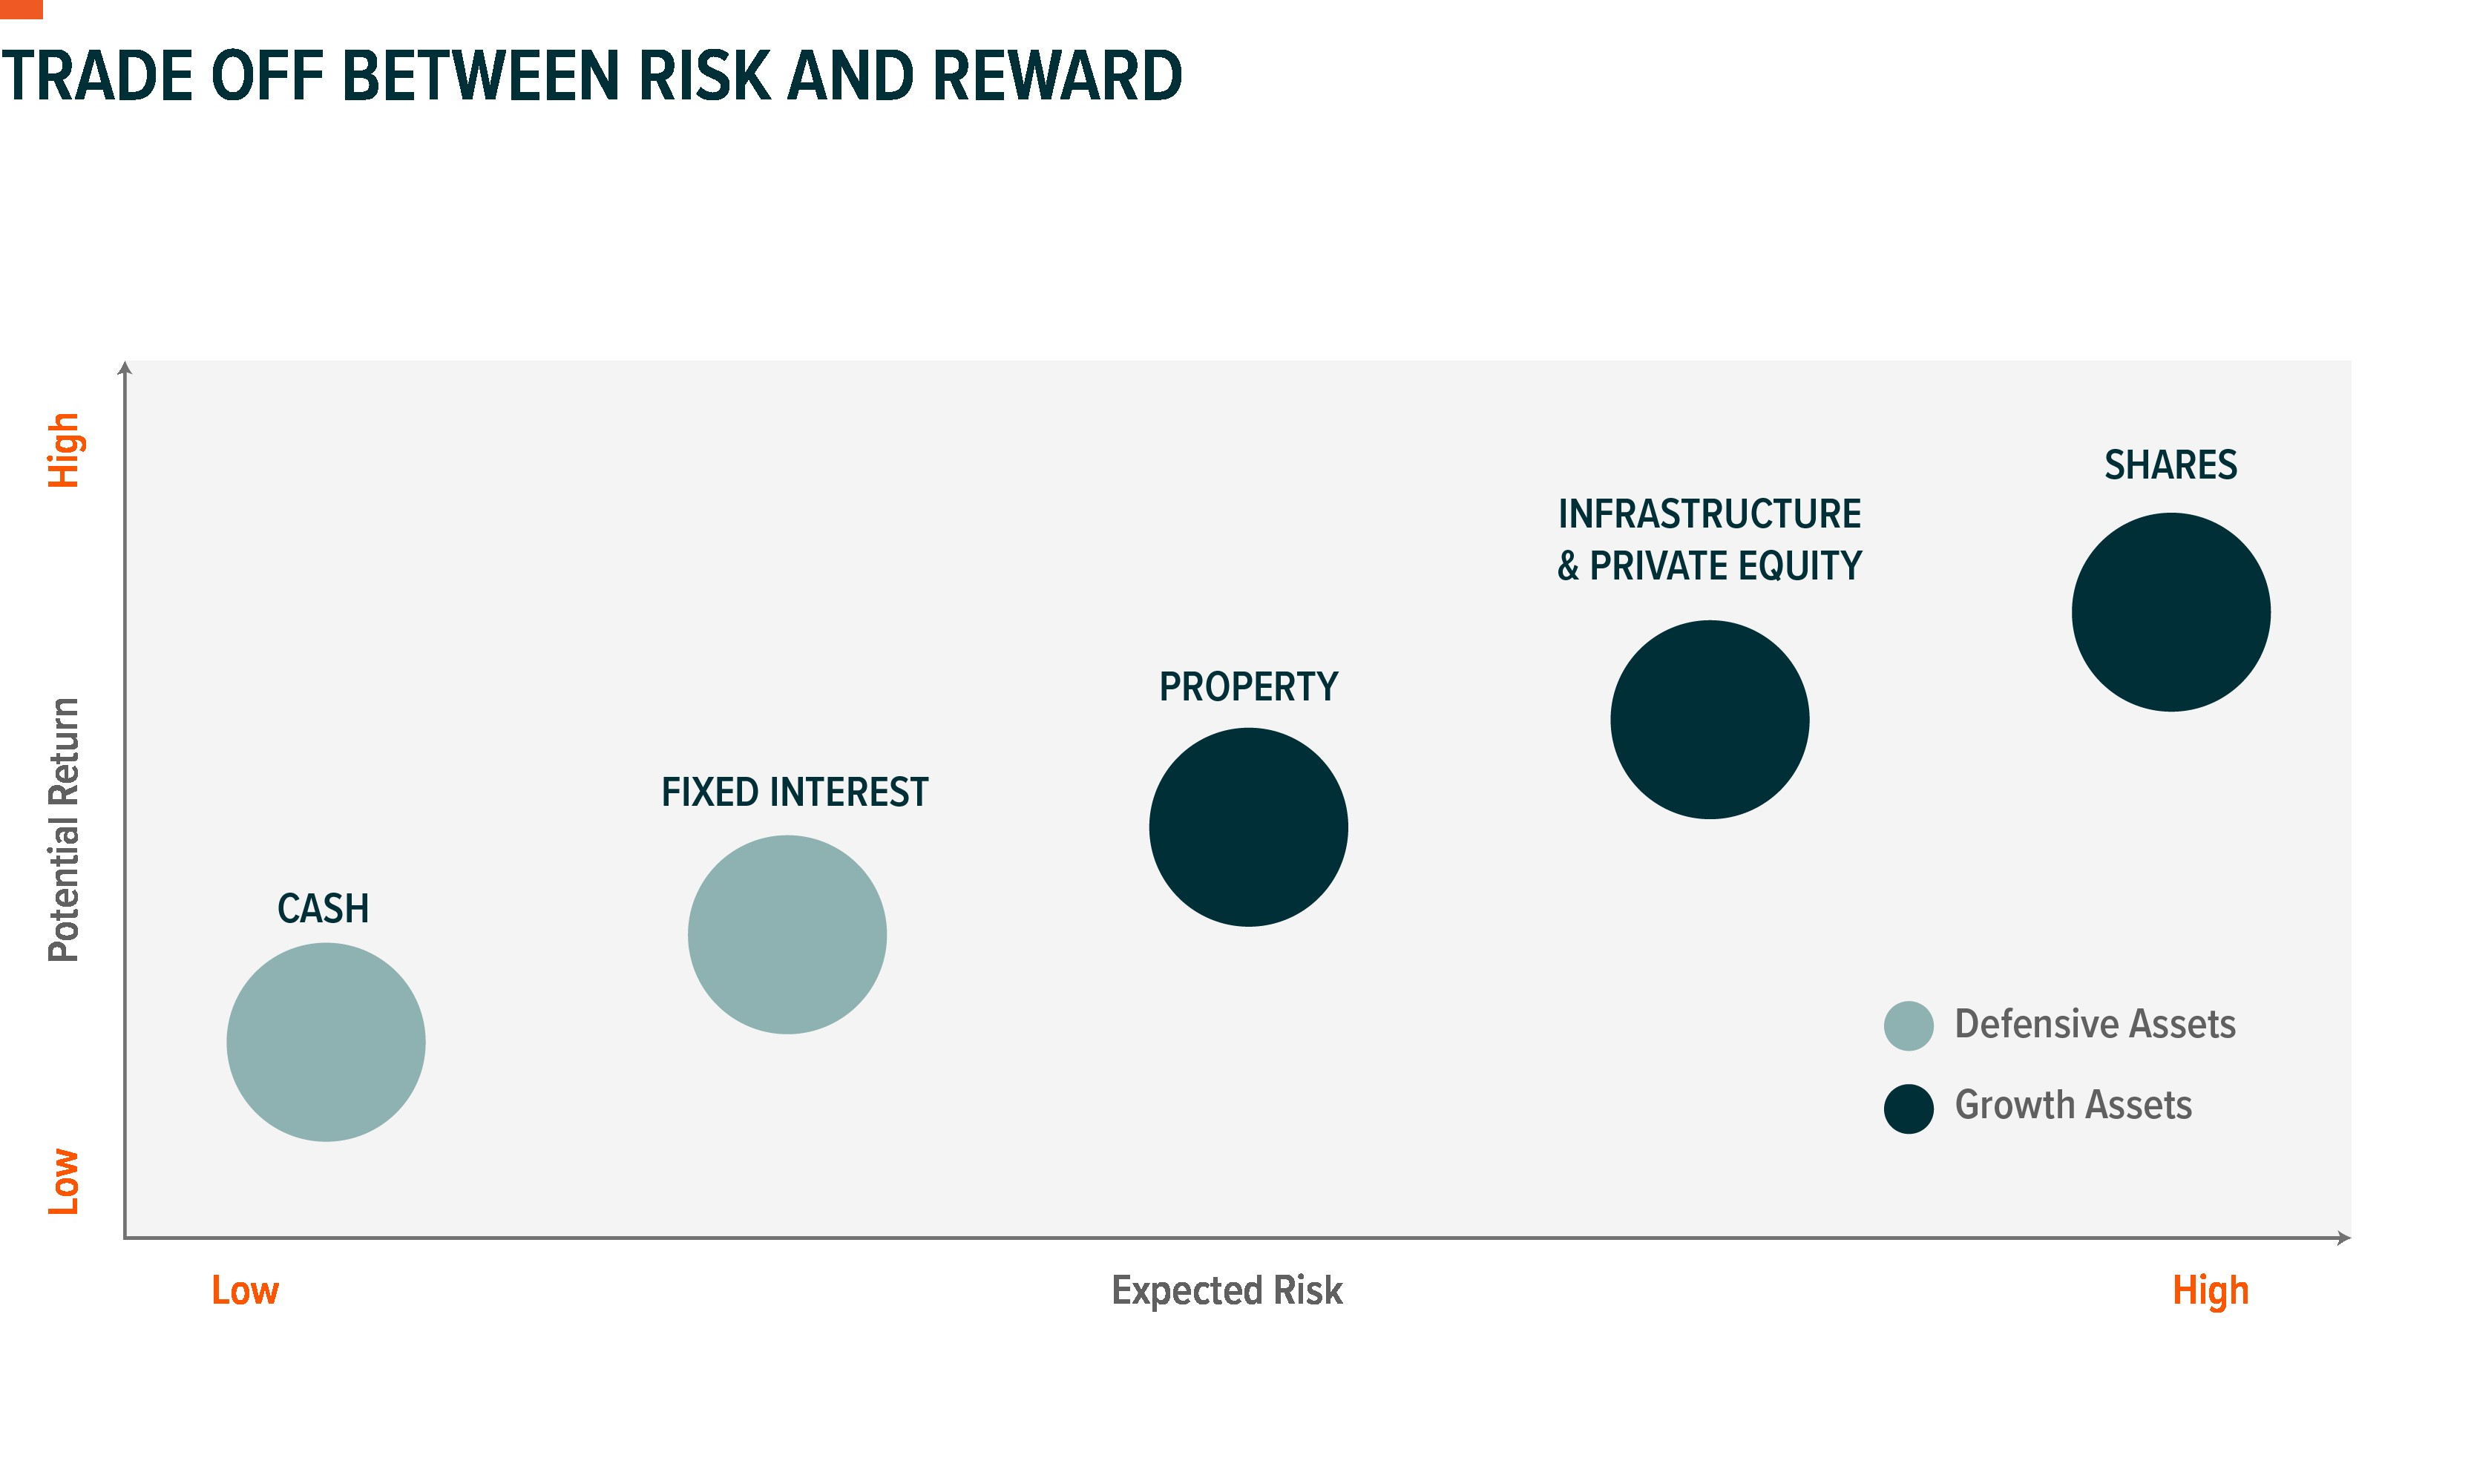 TRADE OFF BETWEEN RISK AND REWARD
High
Potential Return
Low
SHARES
INFRASTRUCTURE
& PRIVATE EQUITY
PROPERTY
FIXED INTEREST
CASH
Defensive Assets
Growth Assets
Low
Expected Risk
High